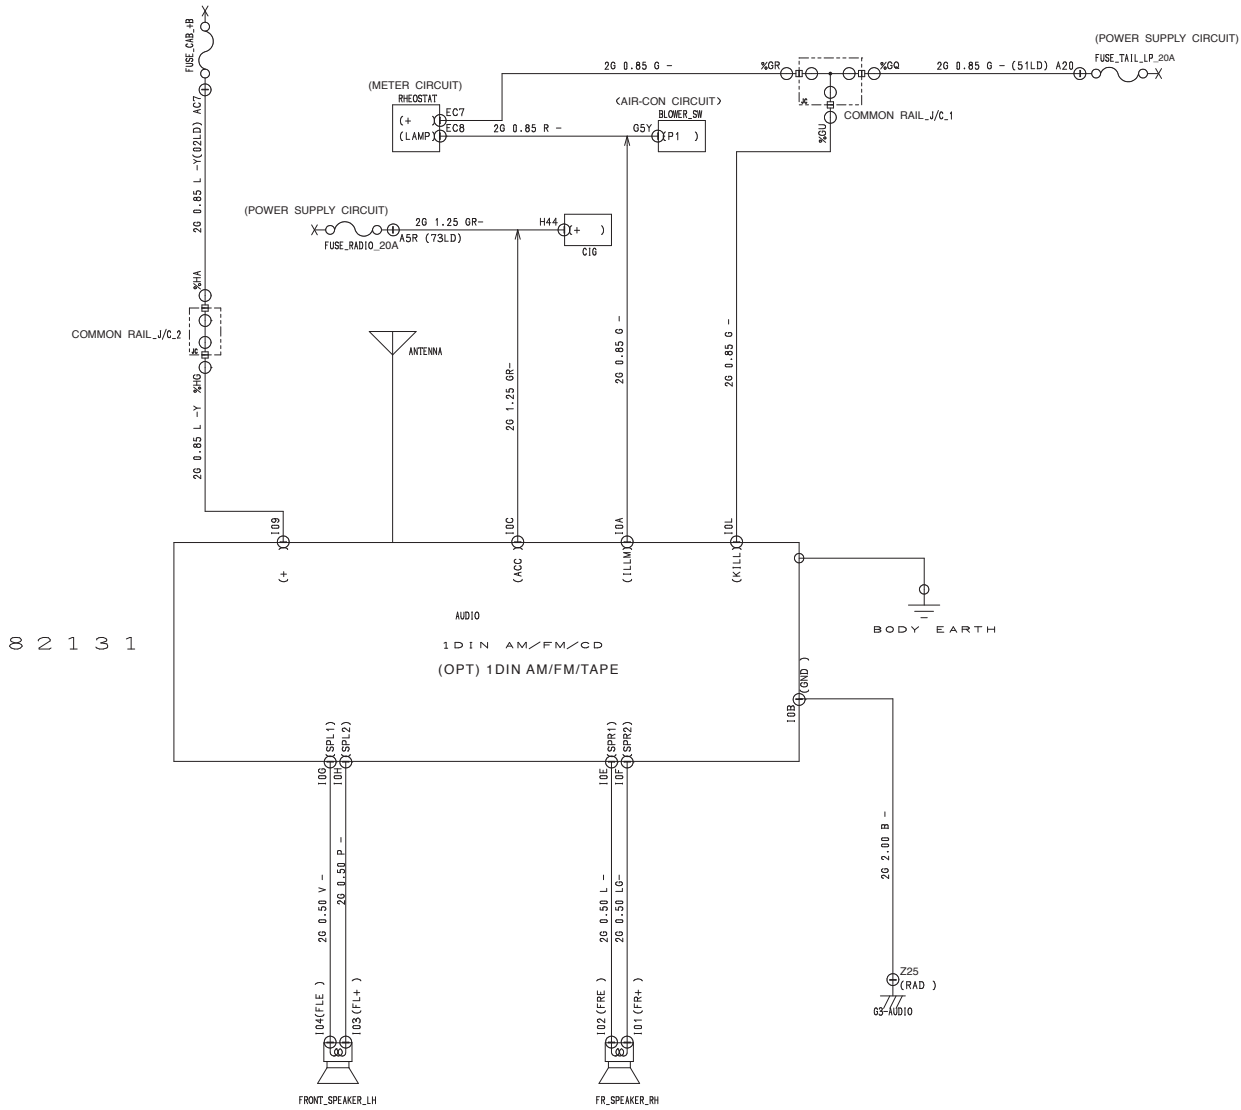 FUSE_CAB_+B
2G 0.85 L -Y(02LD) AC7
%HA
COMMON RAIL_J/C_2
JC
%HG
2G 0.85 L -Y
(POWER SUPPLY CIRCUIT)
FUSE_TAIL_LP_20A
2G 0.85 G -
%GR
%GQ
2G 0.85 G - (51LD) A20
JC
COMMON RAIL_J/C_1
%GU
(METER CIRCUIT)
RHEOSTAT
(+ )
EC7
(LAMP)
EC8
2G 0.85 R -
(AIR-CON CIRCUIT)
BLOWER_SW
G5Y
(P1 )
(POWER SUPPLY CIRCUIT)
FUSE_RADIO_20A
A5R (73LD)
2G 1.25 GR-
H44
(+ )
CIG
ANTENNA
2G 1.25 GR-
2G 0.85 G -
2G 0.85 G -
I09
I0C
I0A
I0L
(+
(ACC
(ILLM)
(KILL)
AUDIO
82131
1DIN AM/FM/CD
(OPT) 1DIN AM/FM/TAPE
BODY EARTH
(GND )
I0B
(SPL1)
(SPL2)
(SPR1)
(SPR2)
I0G
I0H
I0E
I0F
2G 0.50 V -
2G 0.50 P -
2G 0.50 L -
2G 0.50 LG-
2G 2.00 B -
Z25
(RAD )
G3-AUDIO
I04(FLE )
I03(FL+ )
I02(FRE )
I01(FR+ )
FRONT_SPEAKER_LH
FR_SPEAKER_RH